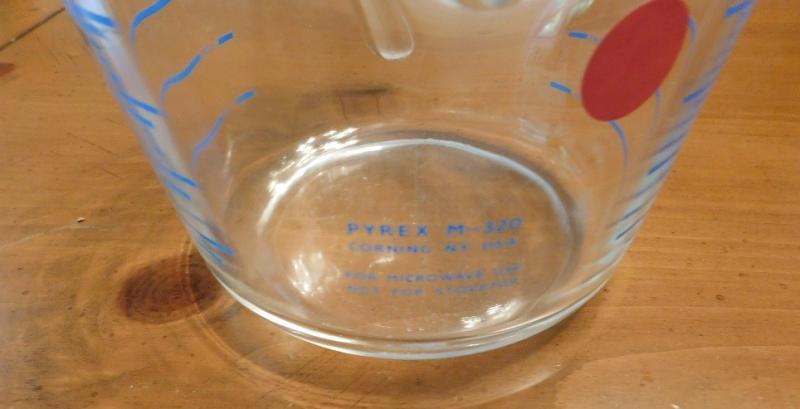 PYREX M-320
CORNING NY USA
FOR MICROWAVE USE
NOT FOR STOVETOP